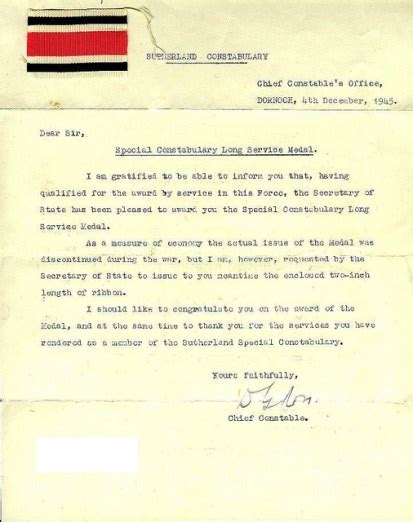 SUTHERLAND CONSTABULARY
Chief Constable's Office,
DORNOCH, 4th December, 1945.
Dear Sir,
Special Constabulary Long Service Medal.
I am gratified to be able to inform you that, having
qualified for the award by service in this Force, the Secretary of
State has been pleased to award you the Special Constabulary Long
Service Medal.
As a measure of economy the actual issue of the Medal was
discontinued during the war, but I am, however, requested by the
Secretary of State to issue to you meantime the enclosed two-inch
length of ribbon.
I should like to congratulate you on the award of the
Medal, and at the same time to thank you for the services you have
rendered as a member of the Sutherland Special Constabulary.
Yours faithfully,
Chief Constable.